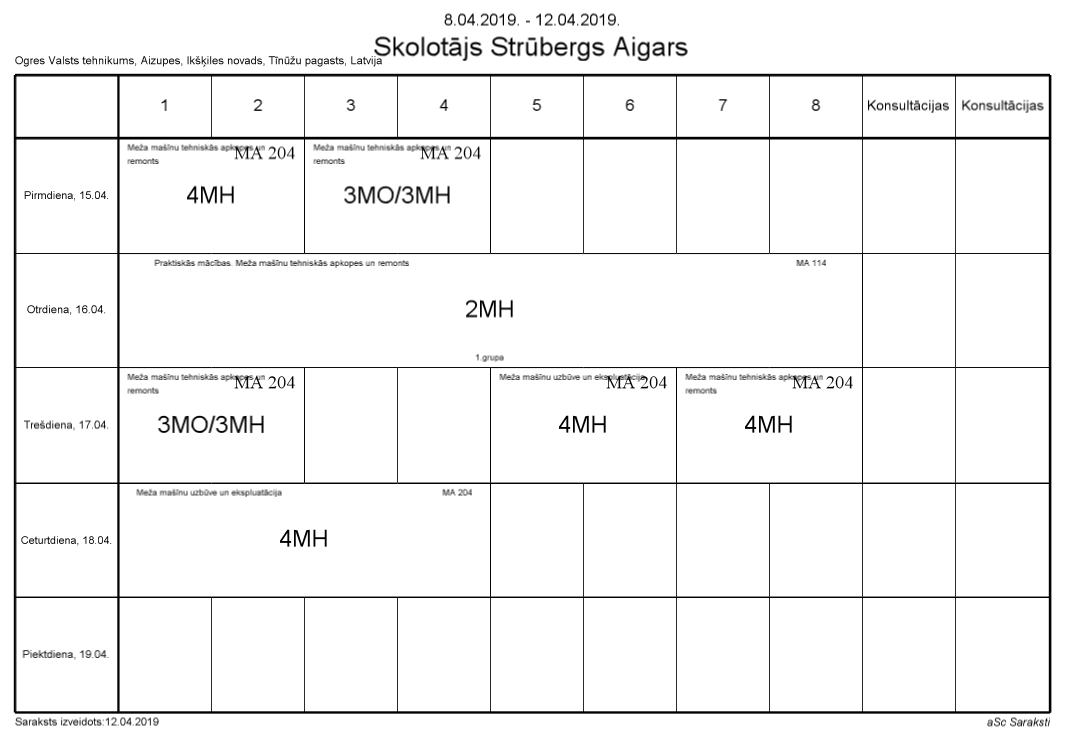 8.04.2019. - 12.04.2019.
Skolotājs Strūbergs Aigars
Ogres Valsts tehnikums, Aizupes, Ikšķiles novads, Tīnūžu pagasts, Latvija
1 2 3 4 5 6 7 8 Konsultācijas Konsultācijas
Pirmdiena, 15.04.
Meža mašīnu tehniskās apkopes un
remonts
MA 204
4MH
Meža mašīnu tehniskās apkopes un
remonts
MA 204
3MO/3MH
Otrdiena, 16.04.
Praktiskās mācības. Meža mašīnu tehniskās apkopes un remonts
MA 114
2MH
1.grupa
Trešdiena, 17.04.
Meža mašīnu tehniskās apkopes un
remonts
MA 204
3MO/3MH
Meža mašīnu uzbūve un ekspluatācija
MA 204
4MH
Meža mašīnu tehniskās apkopes un
remonts
MA 204
4MH
Ceturtdiena, 18.04.
Meža mašīnu uzbūve un ekspluatācija
MA 204
4MH
Piektdiena, 19.04.
Saraksts izveidots:12.04.2019
aSc Saraksti